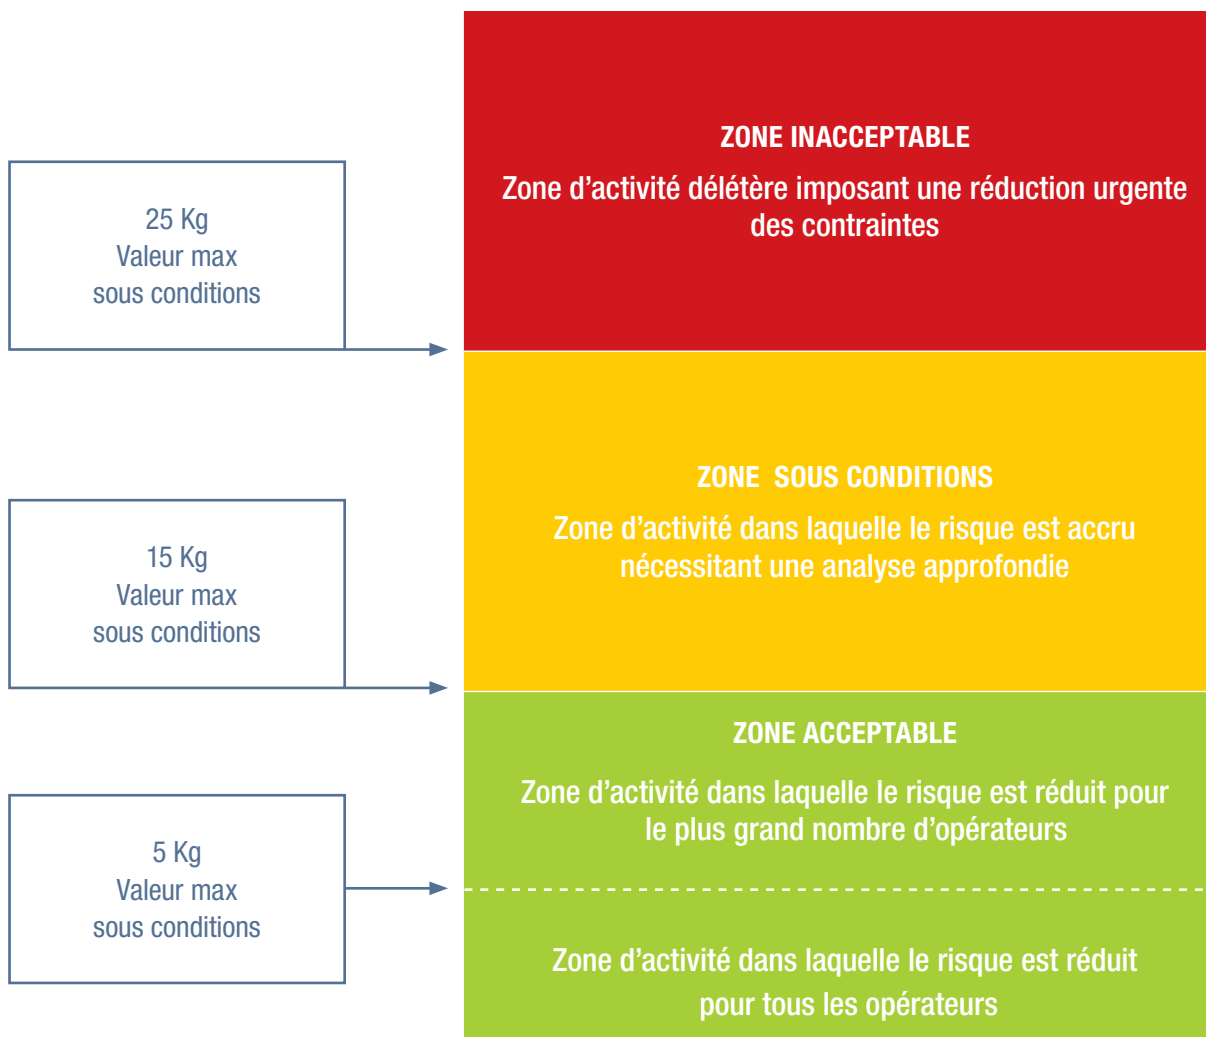 25 Kg
Valeur max
sous conditions
ZONE INACCEPTABLE
Zone d'activité délétère imposant une réduction urgente
des contraintes
15 Kg
Valeur max
sous conditions
ZONE SOUS CONDITIONS
Zone d'activité dans laquelle le risque est accru
nécessitant une analyse approfondie
5 Kg
Valeur max
sous conditions
ZONE ACCEPTABLE
Zone d'activité dans laquelle le risque est réduit pour
le plus grand nombre d'opérateurs
Zone d'activité dans laquelle le risque est réduit
pour tous les opérateurs